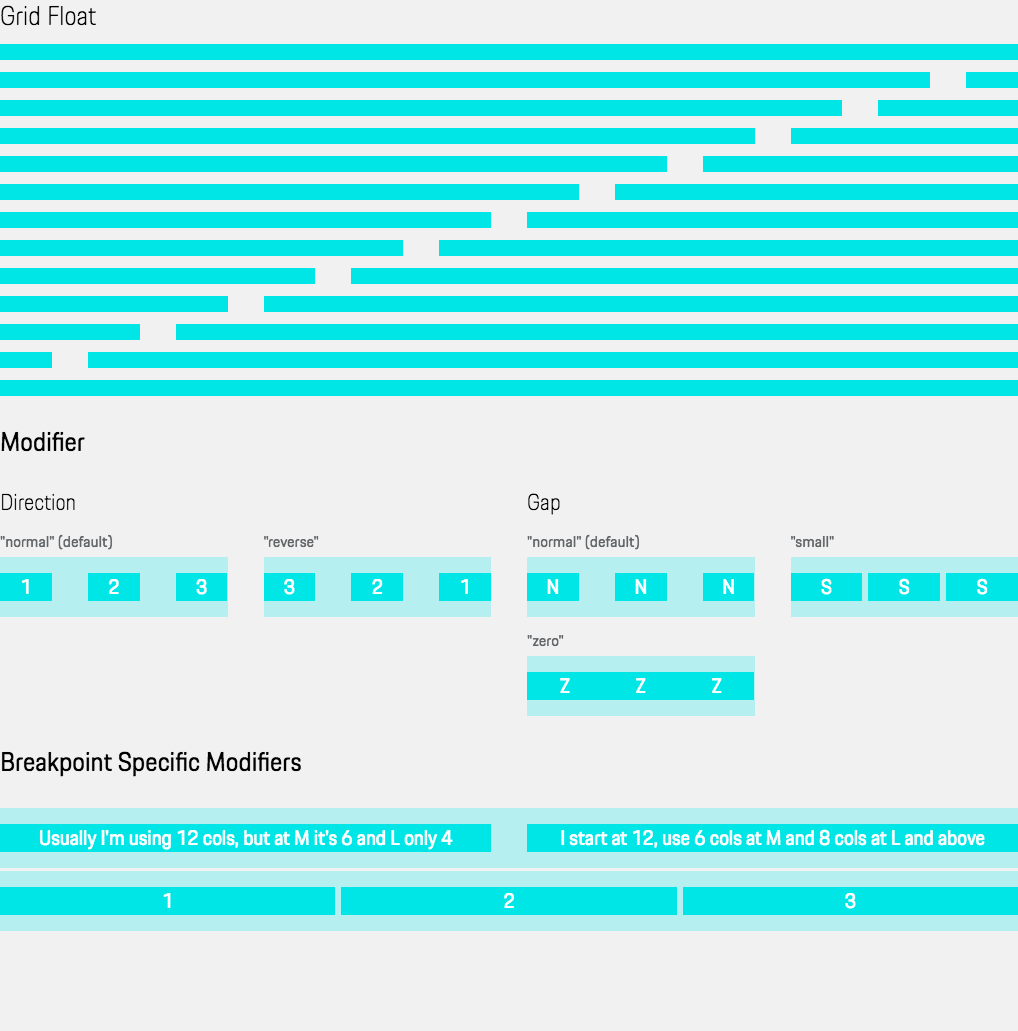 Grid Float
Modifier
Direction
Gap
"normal" (default)
"reverse"
"normal" (default)
"small"
1 2 3
3 2 1
N N N
S S S
"zero"
Z Z Z
Breakpoint Specific Modifiers
Usually I'm using 12 cols, but at M it's 6 and L only 4
I start at 12, use 6 cols at M and 8 cols at L and above
1 2 3